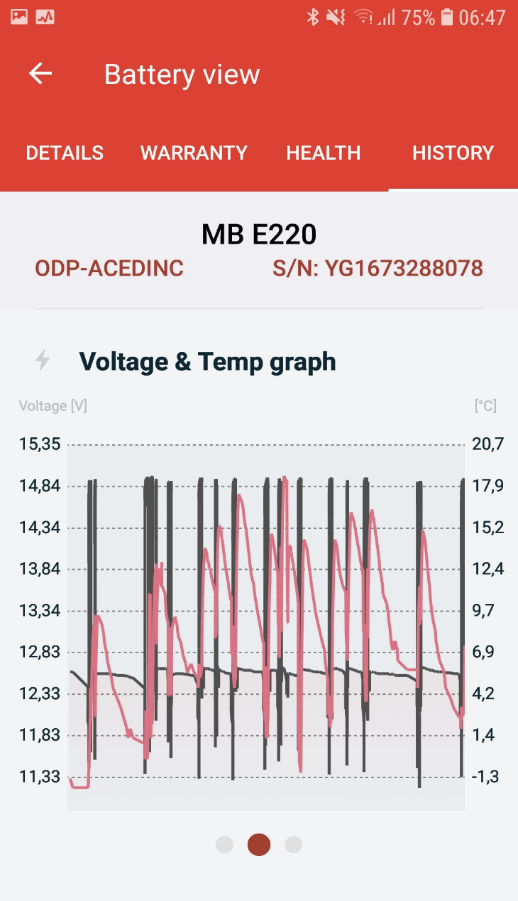 75% 06:47
Battery view
DETAILS WARRANTY HEALTH HISTORY
MB E220
ODP-ACEDINC S/N: YG1673288078
Voltage & Temp graph
Voltage [V] [°C]
15,35 20,7
14,84 17,9
14,34 15,2
13,84 12,4
13,34 9,7
12,83 6,9
12,33 4,2
11,83 1,4
11,33 -1,3